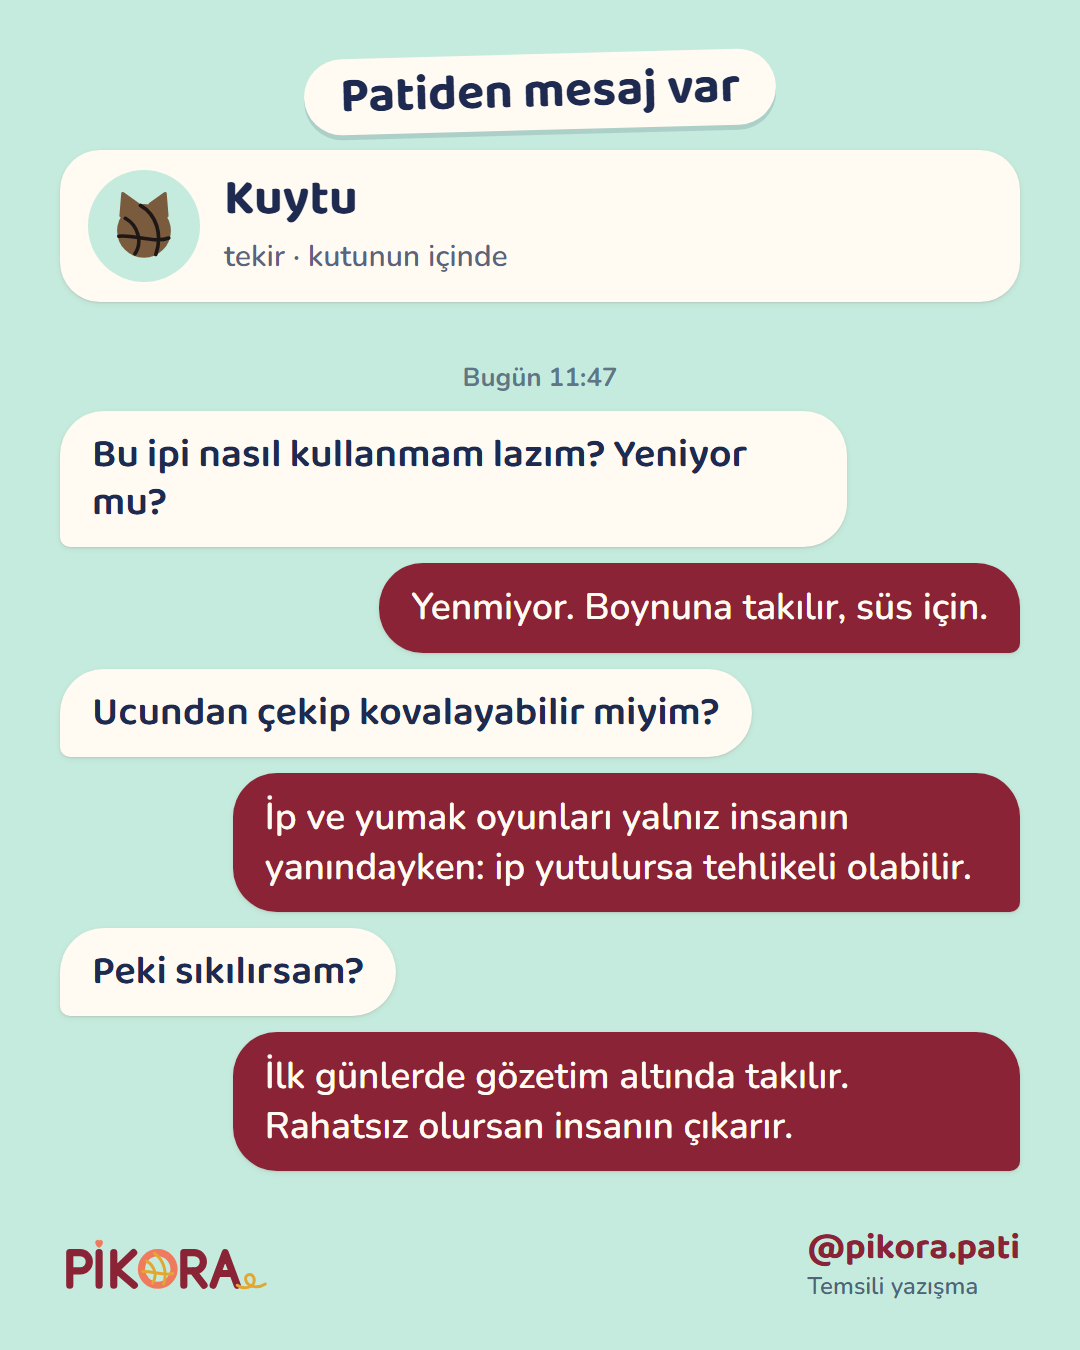 Patiden mesaj var
Kuytu
tekir · kutunun içinde
Bugün 11:47
Bu ipi nasıl kullanmam lazım? Yeniyor
mu?
Yenmiyor. Boynuna takılır, süs için.
Ucundan çekip kovalayabilir miyim?
İp ve yumak oyunları yalnız insanın
yanındayken: ip yutulursa tehlikeli olabilir.
Peki sıkılırsam?
İlk günlerde gözetim altında takılır.
Rahatsız olursan insanın çıkarır.
PİKORA
@pikora.pati
Temsili yazışma